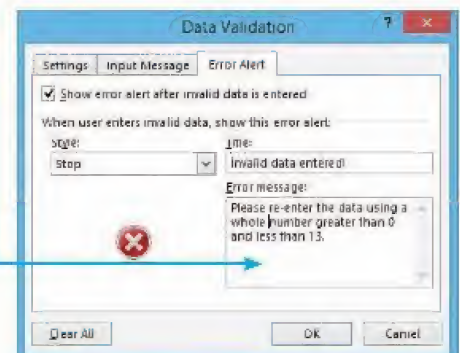 Data Validation ?
Settings Input Message Error Alert
Show error alert after invalid data is entered
When user enters invalid data, show this error alert:
Style: Title:
Stop Invalid data entered!
Error message:
Please re-enter the data using a
whole number greater than 0
and less than 13.
Clear All OK Cancel